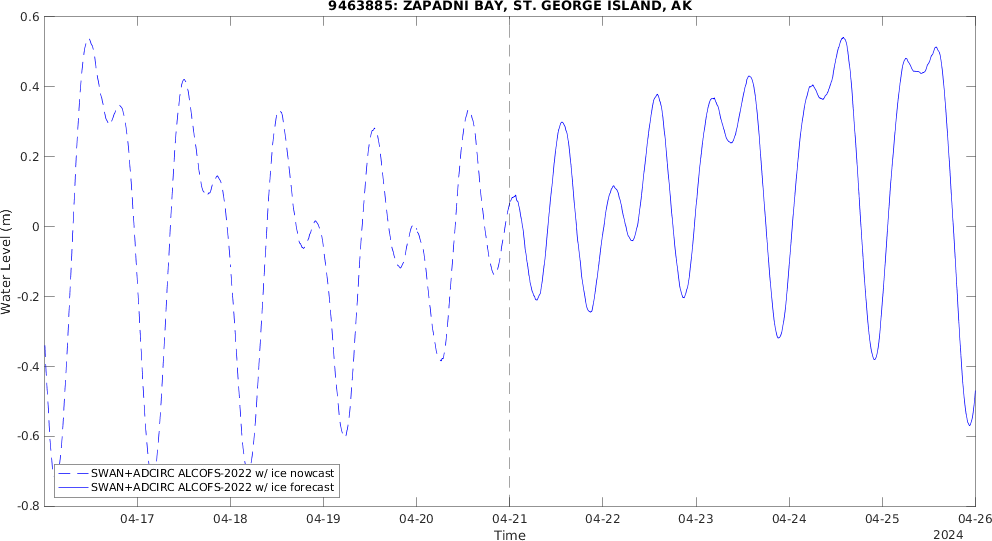 9463885: ZAPADNI BAY, ST. GEORGE ISLAND, AK
0.6
0.4
0.2
0
-0.2
-0.4
-0.6
-0.8
Water Level (m)
SWAN+ADCIRC ALCOFS-2022 w/ ice nowcast
SWAN+ADCIRC ALCOFS-2022 w/ ice forecast
04-17 04-18 04-19 04-20 04-21 04-22 04-23 04-24 04-25 04-26
Time
2024